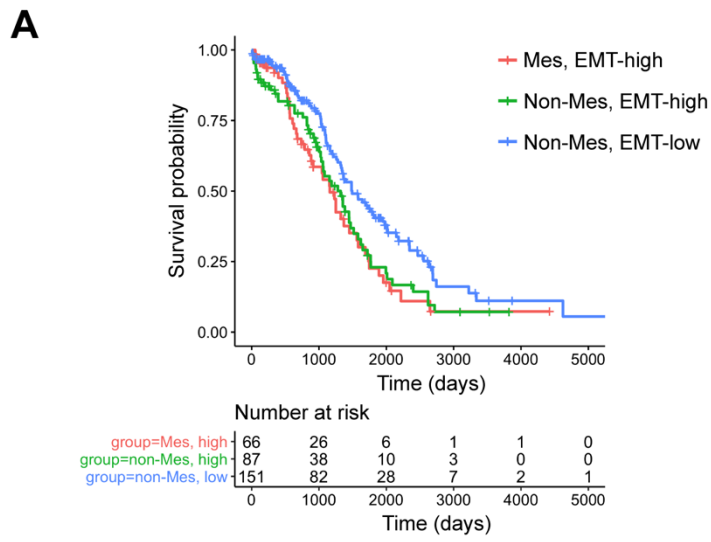 A
Mes, EMT-high
Non-Mes, EMT-high
Non-Mes, EMT-low
Survival probability
1.00
0.75
0.50
0.25
0.00
0 1000 2000 3000 4000 5000
Time (days)
Number at risk
group=Mes, high 66 26 6 1 1 0
group=non-Mes, high 87 38 10 3 0 0
group=non-Mes, low 151 82 28 7 2 1
0 1000 2000 3000 4000 5000
Time (days)